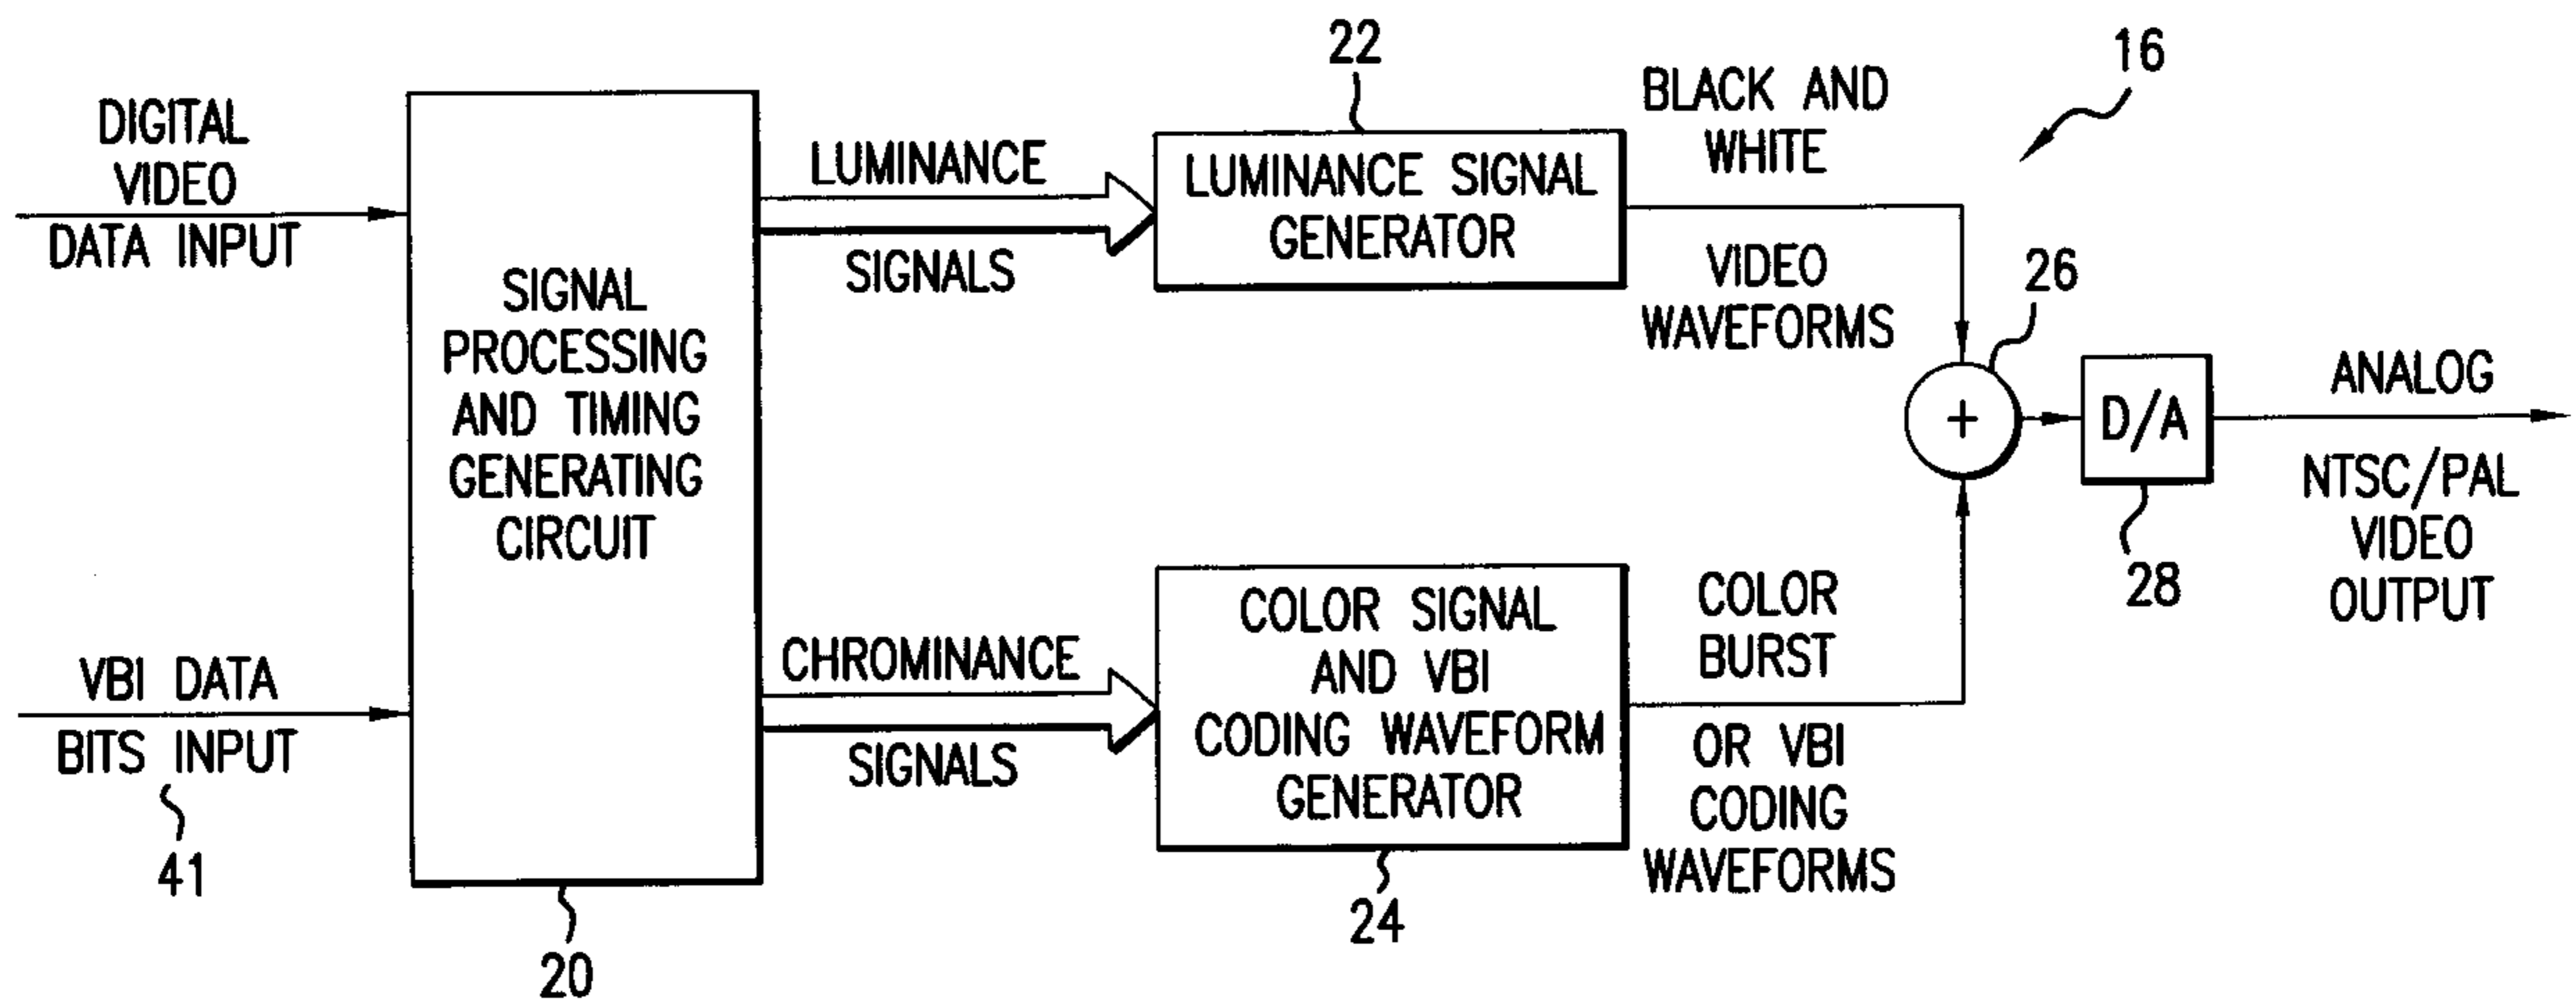 DIGITAL
VIDEO
DATA INPUT
VBI DATA
BITS INPUT
41
SIGNAL
PROCESSING
AND TIMING
GENERATING
CIRCUIT
20
LUMINANCE
SIGNALS
CHROMINANCE
SIGNALS
22
LUMINANCE SIGNAL
GENERATOR
COLOR SIGNAL
AND VBI
CODING WAVEFORM
GENERATOR
24
BLACK AND
WHITE
VIDEO
WAVEFORMS
COLOR
BURST
OR VBI
CODING
WAVEFORMS
16
26
+
D/A
28
ANALOG
NTSC/PAL
VIDEO
OUTPUT